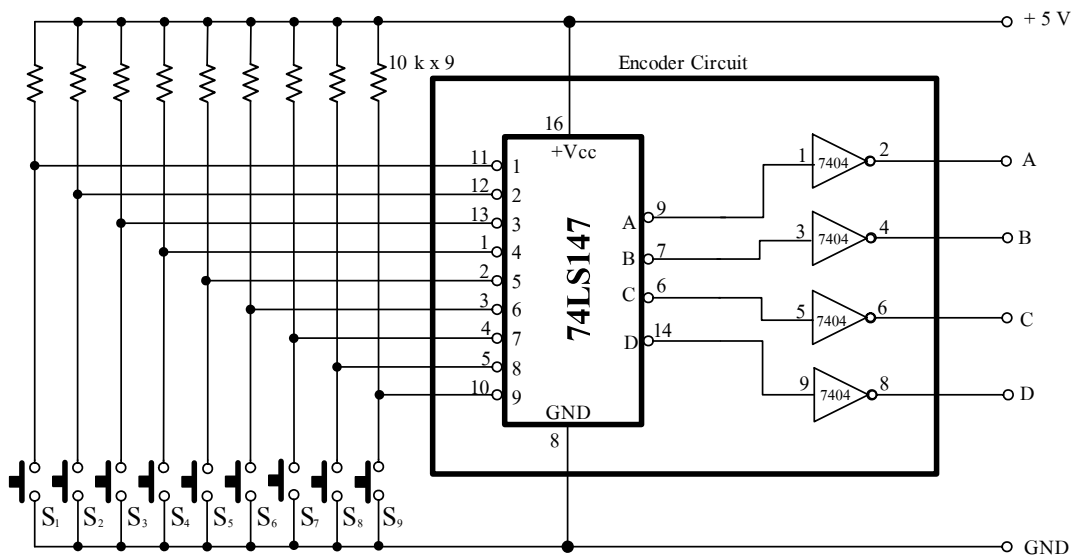 + 5 V
10 k x 9
Encoder Circuit
16
+Vcc
11 1
12 2
13 3
1 4
2 5
3 6
4 7
5 8
10 9
74LS147
A 9
B 7
C 6
D 14
GND
8
1 7404 2 A
3 7404 4 B
5 7404 6 C
9 7404 8 D
S1 S2 S3 S4 S5 S6 S7 S8 S9
GND